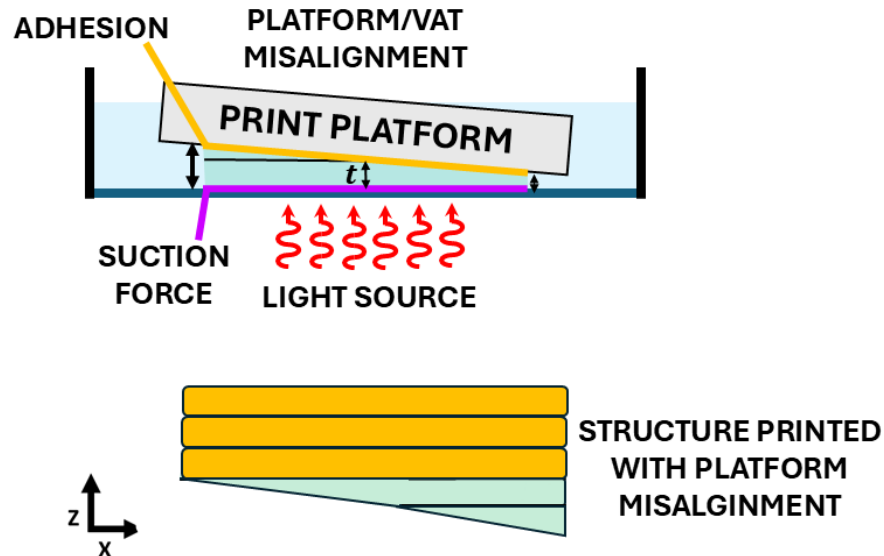 ADHESION
PLATFORM/VAT
MISALIGNMENT
PRINT PLATFORM
t
SUCTION
FORCE
LIGHT SOURCE
STRUCTURE PRINTED
WITH PLATFORM
MISALGINMENT
Z
X